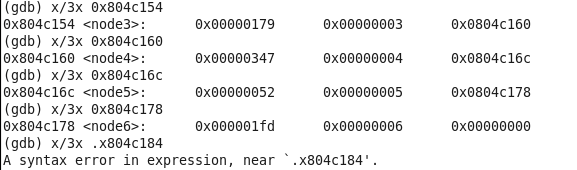 (gdb) x/3x 0x804c154
0x804c154 <node3>:      0x00000179      0x00000003      0x0804c160
(gdb) x/3x 0x804c160
0x804c160 <node4>:      0x00000347      0x00000004      0x0804c16c
(gdb) x/3x 0x804c16c
0x804c16c <node5>:      0x00000052      0x00000005      0x0804c178
(gdb) x/3x 0x804c178
0x804c178 <node6>:      0x000001fd      0x00000006      0x00000000
(gdb) x/3x .x804c184
A syntax error in expression, near `.x804c184'.